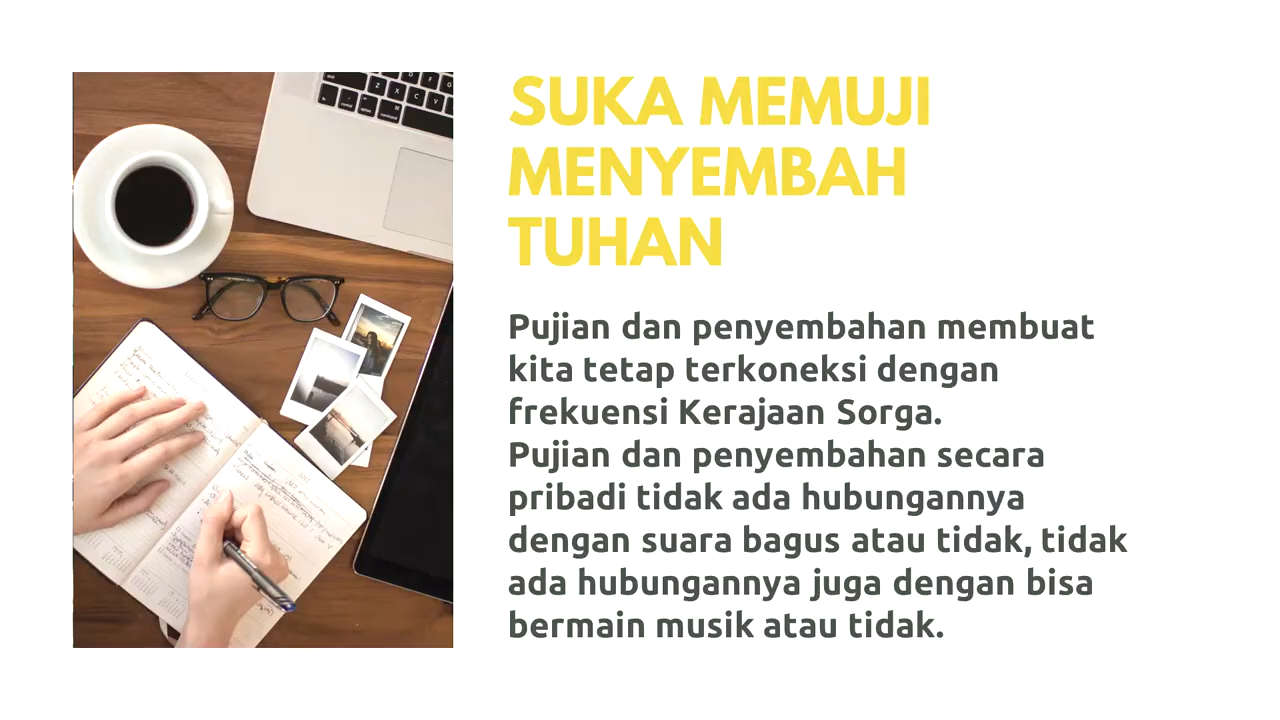 SUKA MEMUJI
MENYEMBAH
TUHAN
Pujian dan penyembahan membuat
kita tetap terkoneksi dengan
frekuensi Kerajaan Sorga.
Pujian dan penyembahan secara
pribadi tidak ada hubungannya
dengan suara bagus atau tidak, tidak
ada hubungannya juga dengan bisa
bermain musik atau tidak.